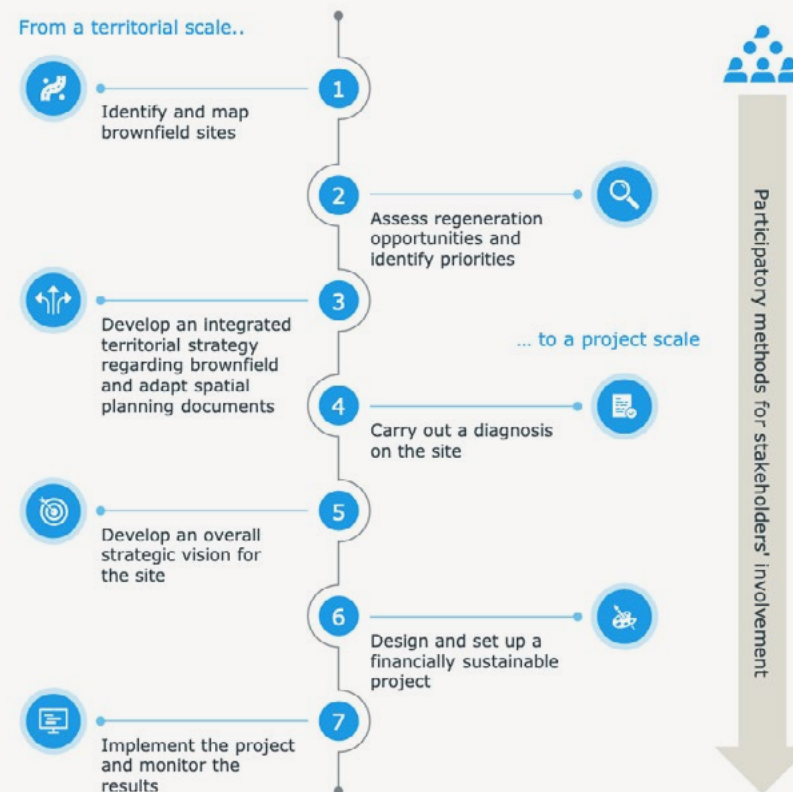 From a territorial scale..
1
Identify and map
brownfield sites
2
Assess regeneration
opportunities and
identify priorities
3
Develop an integrated
territorial strategy
regarding brownfield
and adapt spatial
planning documents
... to a project scale
4
Carry out a diagnosis
on the site
5
Develop an overall
strategic vision for
the site
6
Design and set up a
financially sustainable
project
7
Implement the project
and monitor the
results
Participatory methods for stakeholders' involvement